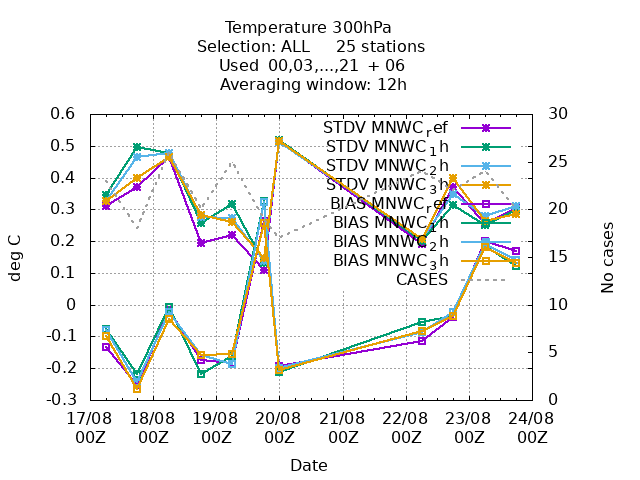 Temperature 300hPa
Selection: ALL 25 stations
Used 00,03,...,21 + 06
Averaging window: 12h
deg C
No cases
0.6
0.5
0.4
0.3
0.2
0.1
0
-0.1
-0.2
-0.3
30
25
20
15
10
5
0
STDV MNWC_ref
STDV MNWC_1h
STDV MNWC_2h
STDV MNWC_3h
BIAS MNWC_ref
BIAS MNWC_1h
BIAS MNWC_2h
BIAS MNWC_3h
CASES
17/08 18/08 19/08 20/08 21/08 22/08 23/08 24/08
00Z 00Z 00Z 00Z 00Z 00Z 00Z 00Z
Date